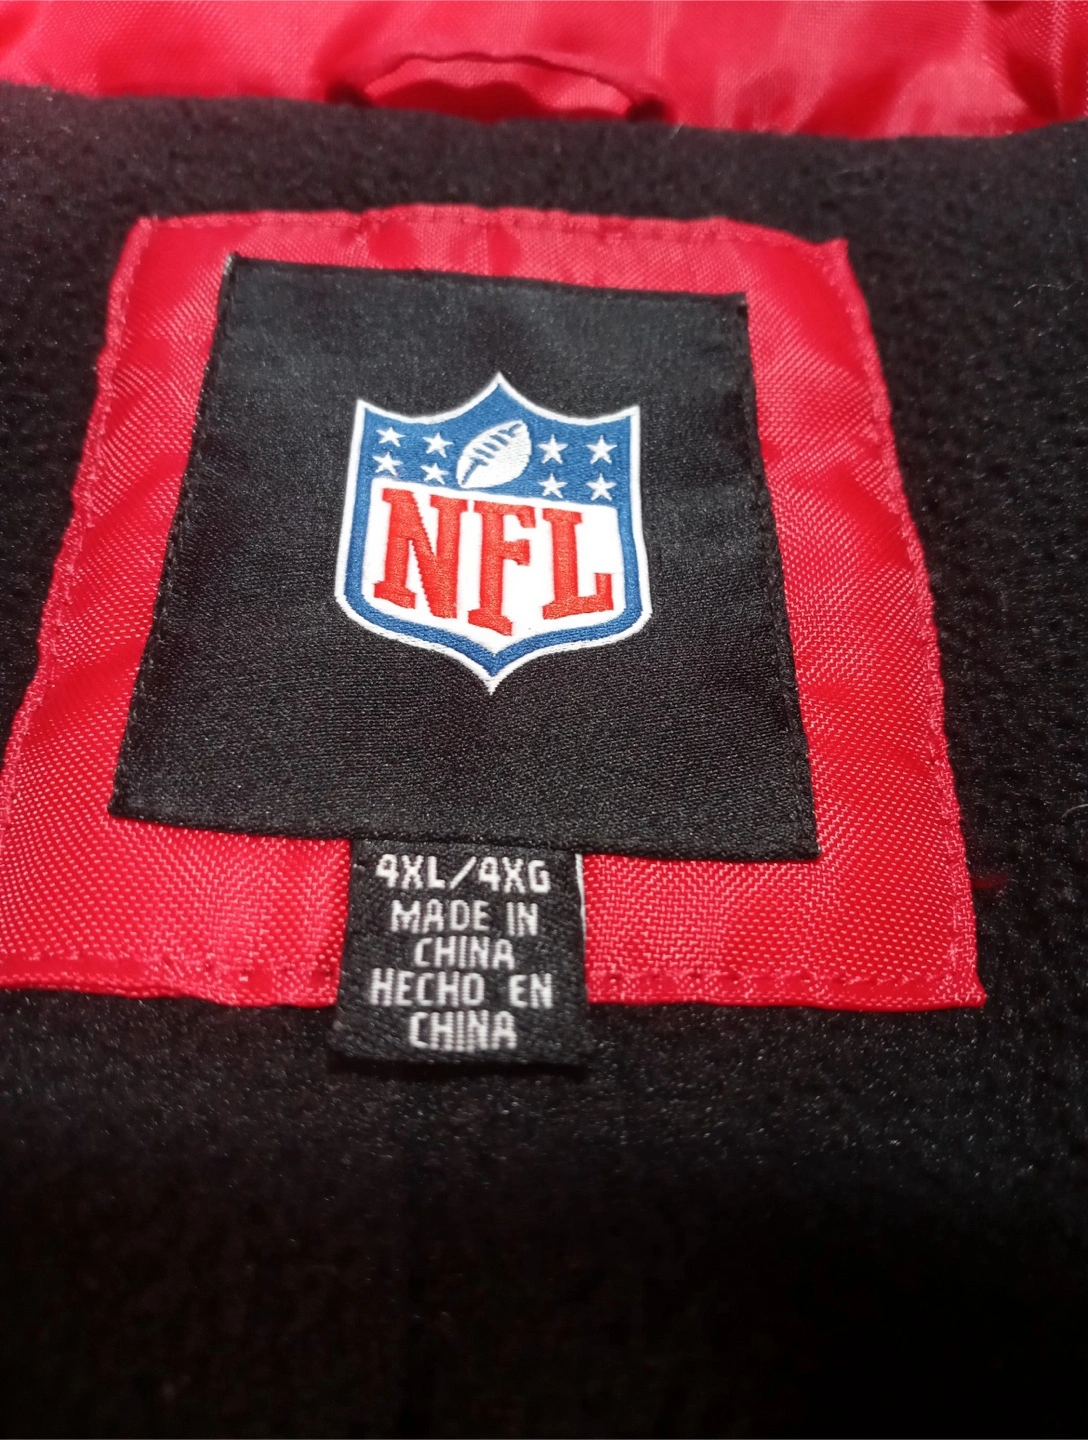 NFL
4XL/4XG
MADE IN
CHINA
HECHO EN
CHINA